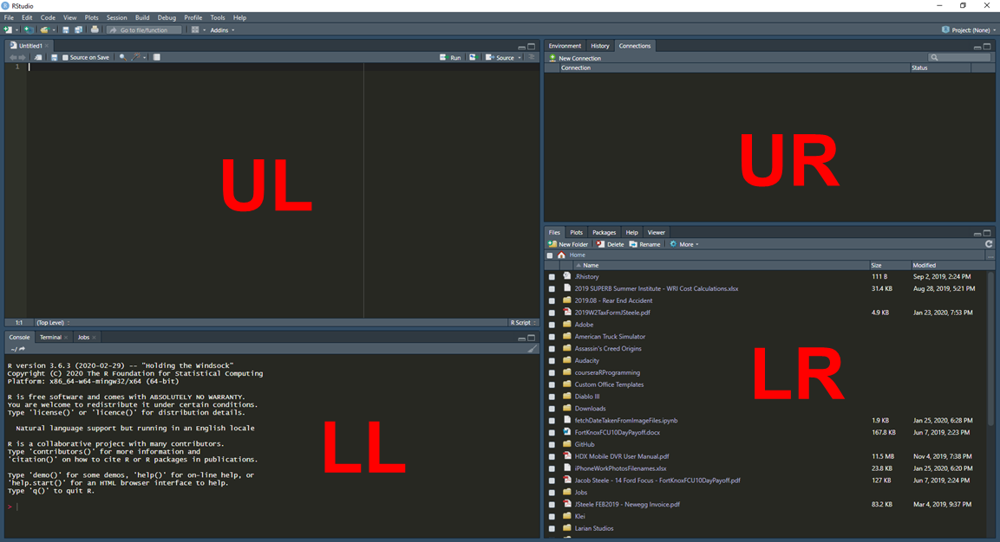 RStudio
File Edit Code View Plots Session Build Debug Profile Tools Help
Go to file/function Addins Project: (None)
Untitled1
Source on Save Run Source
1
UL
1:1 (Top Level) R Script
Console Terminal Jobs
~/
R version 3.6.3 (2020-02-29) -- "Holding the Windsock"
Copyright (C) 2020 The R Foundation for Statistical Computing
Platform: x86_64-w64-mingw32/x64 (64-bit)
R is free software and comes with ABSOLUTELY NO WARRANTY.
You are welcome to redistribute it under certain conditions.
Type 'license()' or 'licence()' for distribution details.
Natural language support but running in an English locale
R is a collaborative project with many contributors.
Type 'contributors()' for more information and
'citation()' on how to cite R or R packages in publications.
Type 'demo()' for some demos, 'help()' for on-line help, or
'help.start()' for an HTML browser interface to help.
Type 'q()' to quit R.
>
LL
Environment History Connections
New Connection
Connection Status
UR
Files Plots Packages Help Viewer
New Folder Delete Rename More
Home ...
Name Size Modified
.Rhistory 111 B Sep 2, 2019, 2:24 PM
2019 SUPERB Summer Institute - WRI Cost Calculations.xlsx 31.4 KB Aug 28, 2019, 5:21 PM
2019.08 - Rear End Accident
2019W2TaxFormJSteele.pdf 4.9 KB Jan 23, 2020, 7:53 PM
Adobe
American Truck Simulator
Assassin's Creed Origins
Audacity
courseraRProgramming
Custom Office Templates
Diablo III
Downloads
fetchDateTakenFromImageFiles.ipynb 1.9 KB Jan 25, 2020, 6:28 PM
FortKnoxFCU10DayPayoff.docx 167.8 KB Jun 7, 2019, 2:23 PM
GitHub
HDX Mobile DVR User Manual.pdf 11.5 MB Nov 4, 2019, 7:38 PM
iPhoneWorkPhotosFilenames.xlsx 23.8 KB Jan 25, 2020, 6:20 PM
Jacob Steele - 14 Ford Focus - FortKnoxFCU10DayPayoff.pdf 127 KB Jun 7, 2019, 2:24 PM
Jobs
JSteele FEB2019 - Newegg Invoice.pdf 83.2 KB Mar 4, 2019, 9:37 PM
Klei
Larian Studios
LR